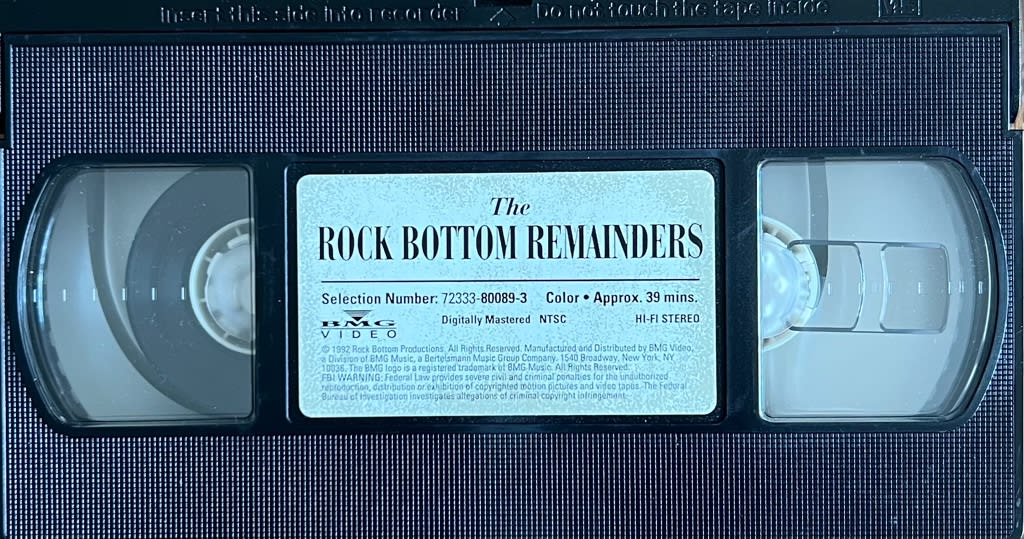 Insert this side into recorder
Do not touch the tape inside
VHS
The
ROCK BOTTOM REMAINDERS
Selection Number: 72333-80089-3 Color • Approx. 39 mins.
BMG
VIDEO
Digitally Mastered NTSC HI-FI STEREO
© 1992 Rock Bottom Productions. All Rights Reserved. Manufactured and Distributed by BMG Video,
a Division of BMG Music, a Bertelsmann Music Group Company. 1540 Broadway, New York, NY
10036. The BMG logo is a registered trademark of BMG Music. All Rights Reserved.
FBI WARNING: Federal Law provides severe civil and criminal penalties for the unauthorized
reproduction, distribution or exhibition of copyrighted motion pictures and video tapes. The Federal
Bureau of Investigation investigates allegations of criminal copyright infringement.